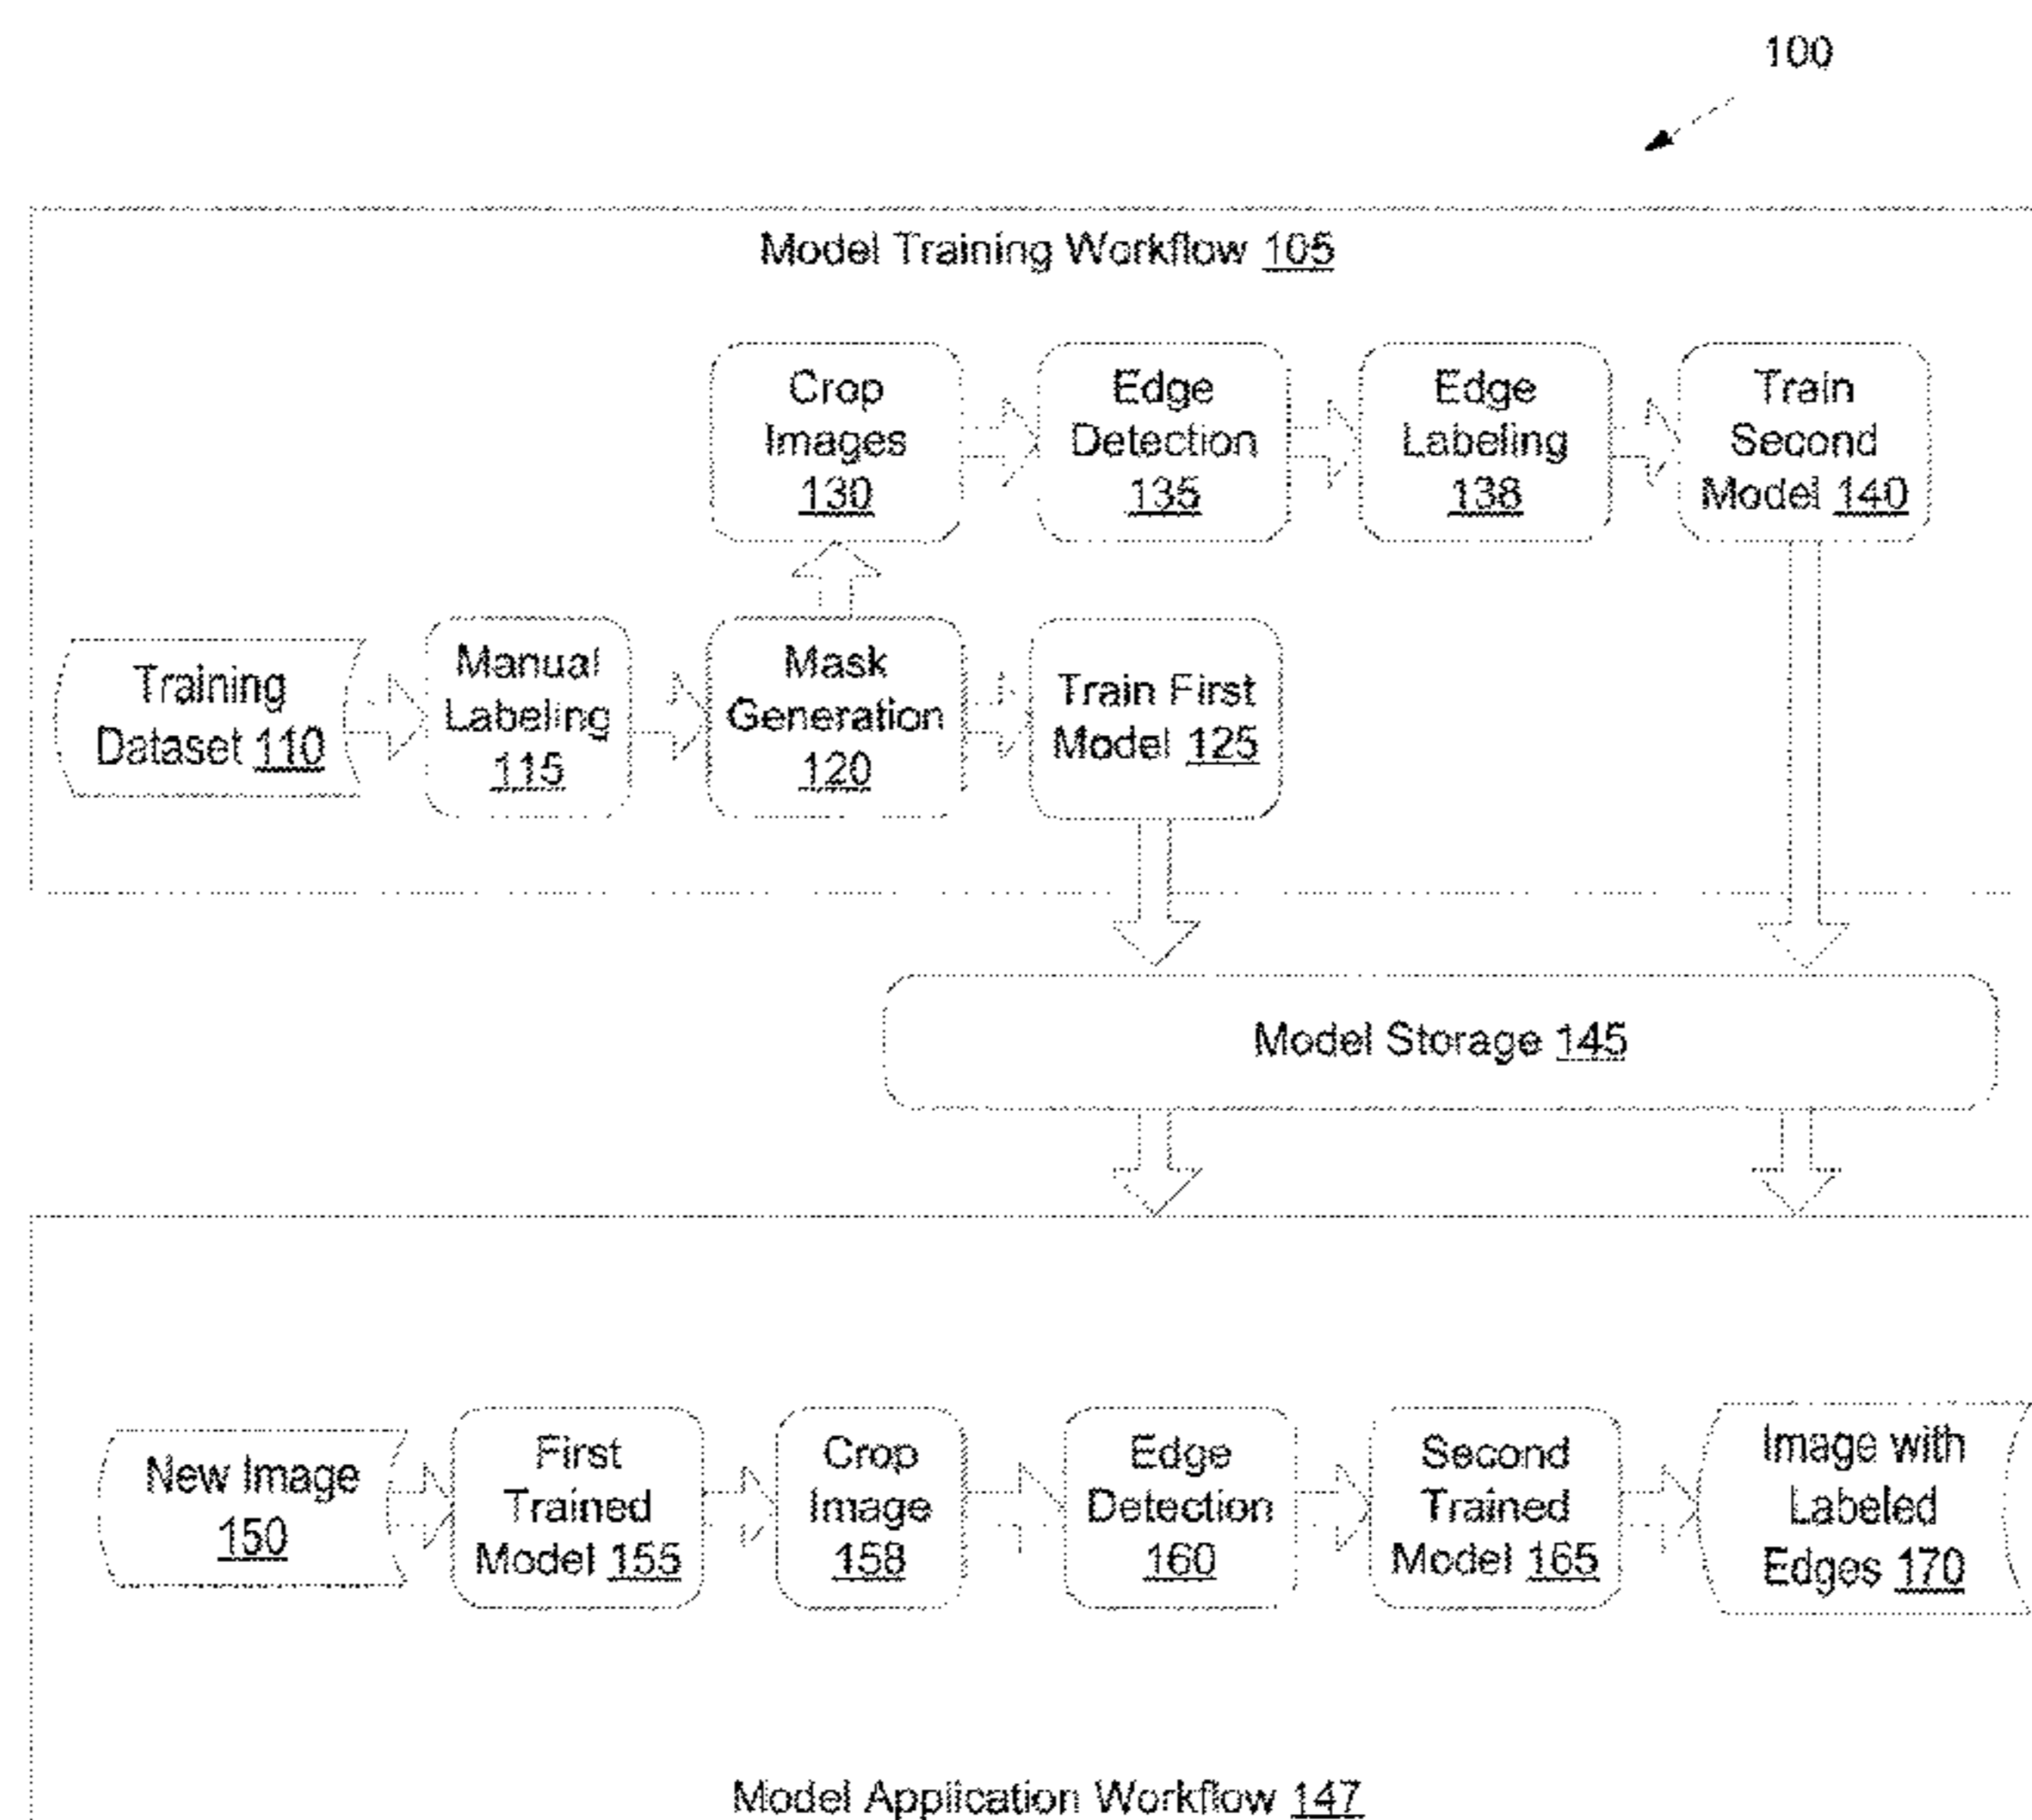 100
Model Training Workflow 105
Crop
Images
130
Edge
Detection
135
Edge
Labeling
138
Train
Second
Model 140
Training
Dataset 110
Manual
Labeling
115
Mask
Generation
120
Train First
Model 125
Model Storage 145
New Image
150
First
Trained
Model 155
Crop
Image
158
Edge
Detection
160
Second
Trained
Model 165
Image with
Labeled
Edges 170
Model Application Workflow 147